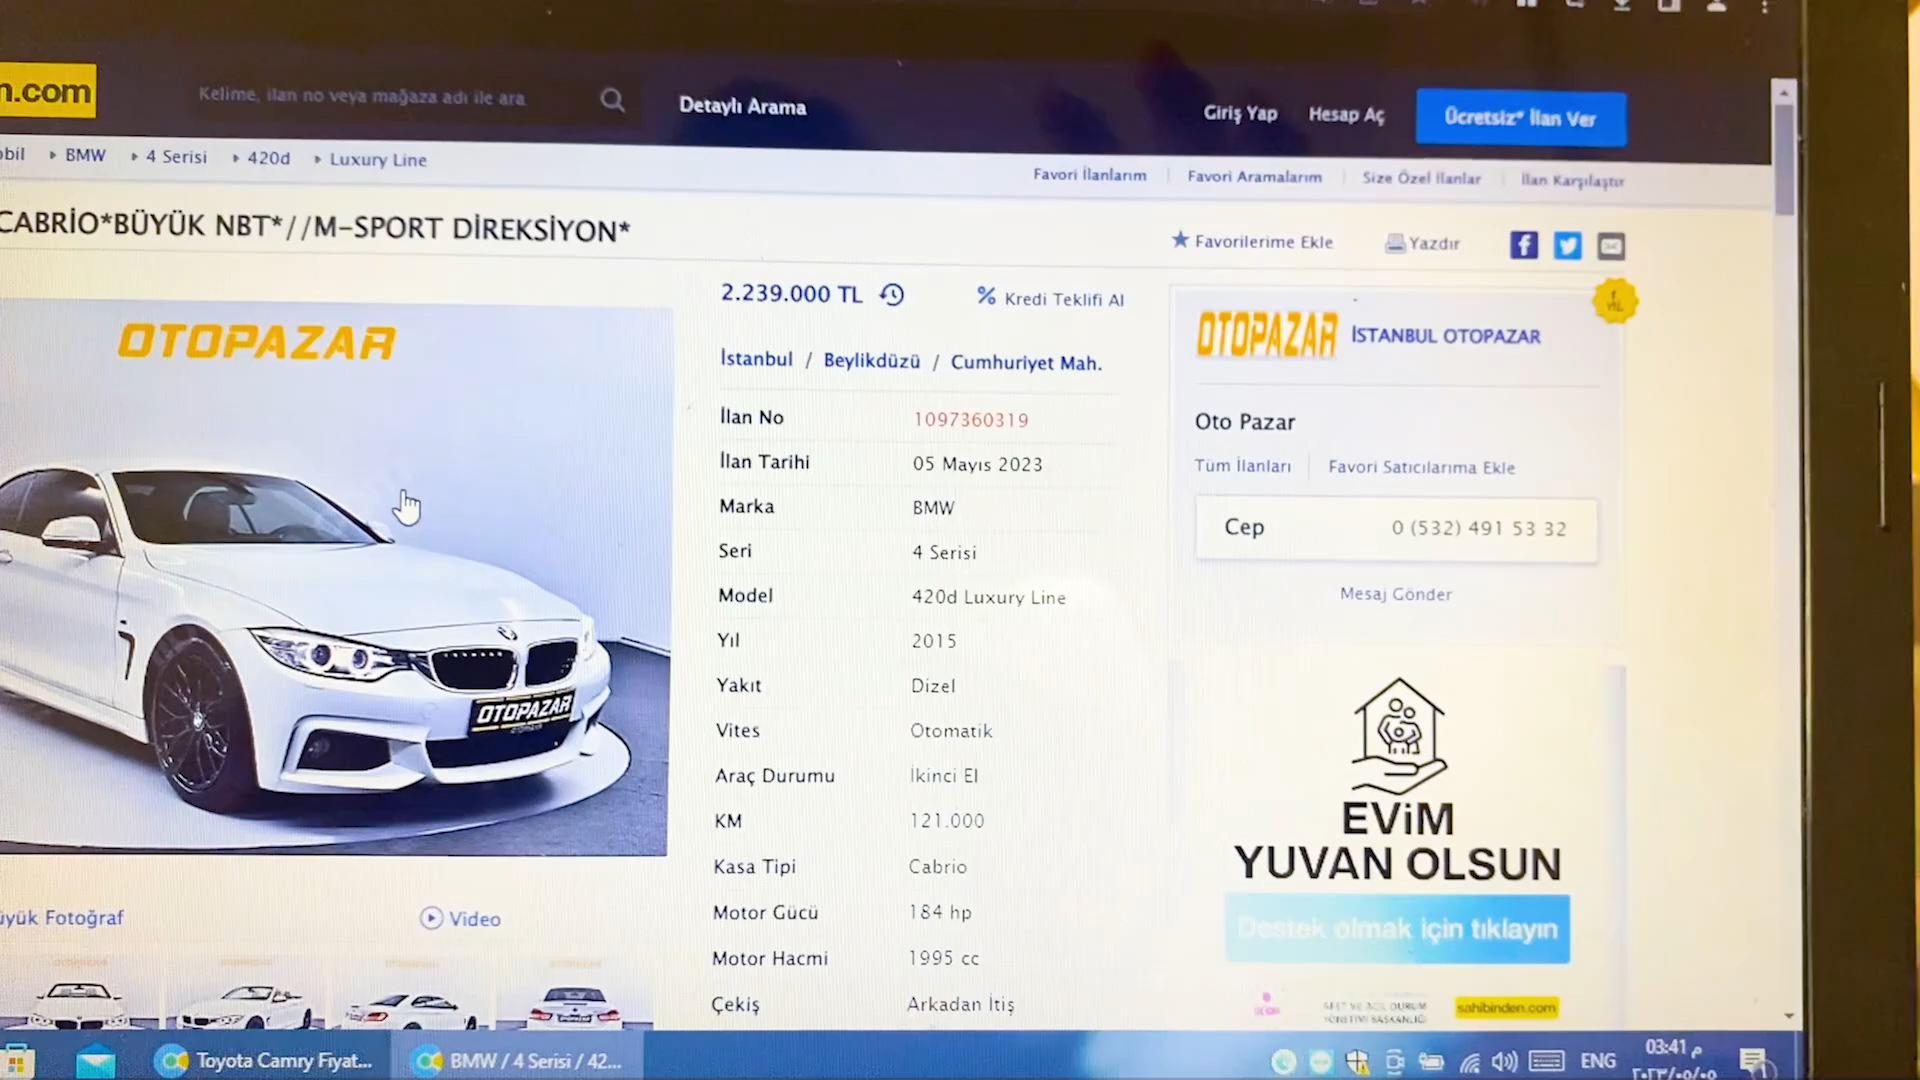 n.com
Kelime, ilan no veya mağaza adı ile ara
Detaylı Arama
Giriş Yap
Hesap Aç
Ücretsiz* İlan Ver
obil
BMW
4 Serisi
420d
Luxury Line
Favori İlanlarım
Favori Aramalarım
Size Özel İlanlar
İlan Karşılaştır
CABRİO*BÜYÜK NBT*//M-SPORT DİREKSİYON*
Favorilerime Ekle
Yazdır
OTOPAZAR
2.239.000 TL
% Kredi Teklifi Al
İstanbul / Beylikdüzü / Cumhuriyet Mah.
İlan No 1097360319
İlan Tarihi 05 Mayıs 2023
Marka BMW
Seri 4 Serisi
Model 420d Luxury Line
Yıl 2015
Yakıt Dizel
Vites Otomatik
Araç Durumu İkinci El
KM 121.000
Kasa Tipi Cabrio
Motor Gücü 184 hp
Motor Hacmi 1995 cc
Çekiş Arkadan İtiş
OTOPAZAR İSTANBUL OTOPAZAR
Oto Pazar
Tüm İlanları
Favori Satıcılarıma Ekle
Cep 0 (532) 491 53 32
Mesaj Gönder
EViM
YUVAN OLSUN
Destek olmak için tıklayın
sahibinden.com
OTOPAZAR
üyük Fotoğraf
Video
Toyota Camry Fiyat...
BMW / 4 Serisi / 42...
ENG
03:41 م
٢٠٢٣/٠٥/٠٥